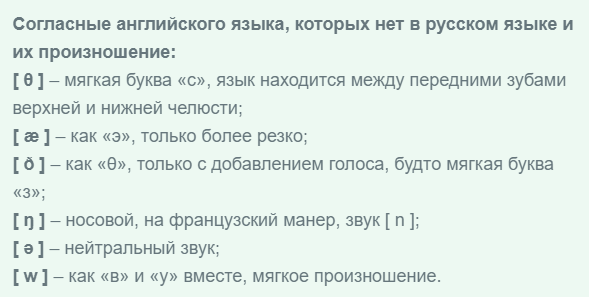 Согласные английского языка, которых нет в русском языке и
их произношение:
[ θ ] – мягкая буква «с», язык находится между передними зубами
верхней и нижней челюсти;
[ æ ] – как «э», только более резко;
[ ð ] – как «θ», только с добавлением голоса, будто мягкая буква
«з»;
[ ŋ ] – носовой, на французский манер, звук [ n ];
[ ə ] – нейтральный звук;
[ w ] – как «в» и «у» вместе, мягкое произношение.